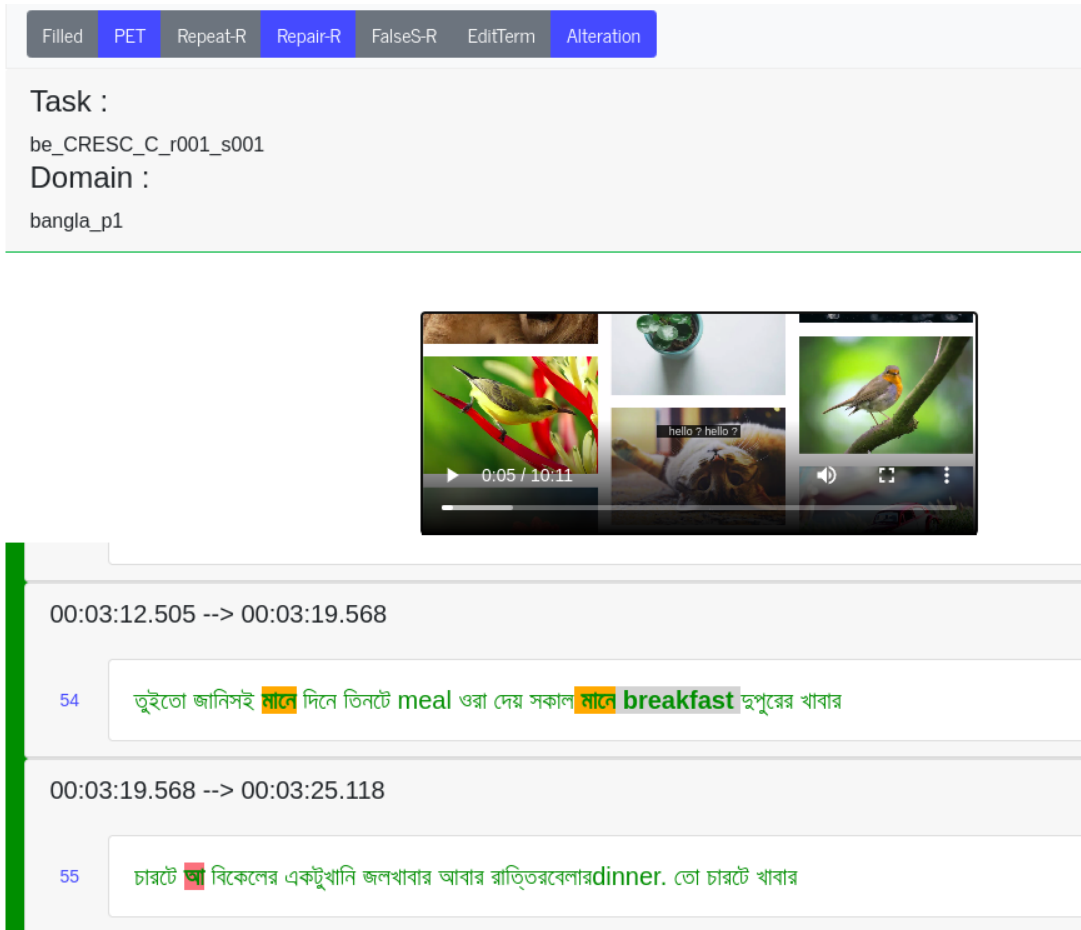 Filled PET Repeat-R Repair-R FalseS-R EditTerm Alteration
Task :
be_CRESC_C_r001_s001
Domain :
bangla_p1
hello ? hello ?
0:05 / 10:11
00:03:12.505 --> 00:03:19.568
54 তুইতো জানিসই মানে দিনে তিনটে meal ওরা দেয় সকাল মানে breakfast দুপুরের খাবার
00:03:19.568 --> 00:03:25.118
55 চারটে আ বিকেলের একটুখানি জলখাবার আবার রাত্তিরবেলারdinner. তো চারটে খাবার